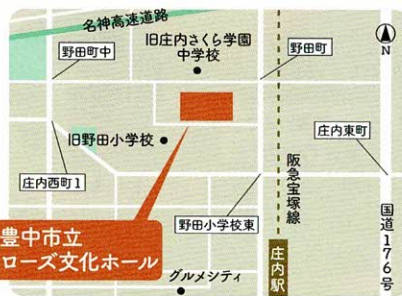 名神高速道路
旧庄内さくら学園
中学校
野田町中
野田町
N
旧野田小学校
庄内東町
庄内西町1
阪急宝塚線
豊中市立
ローズ文化ホール
野田小学校東
国道176号
庄内駅
グルメシティ